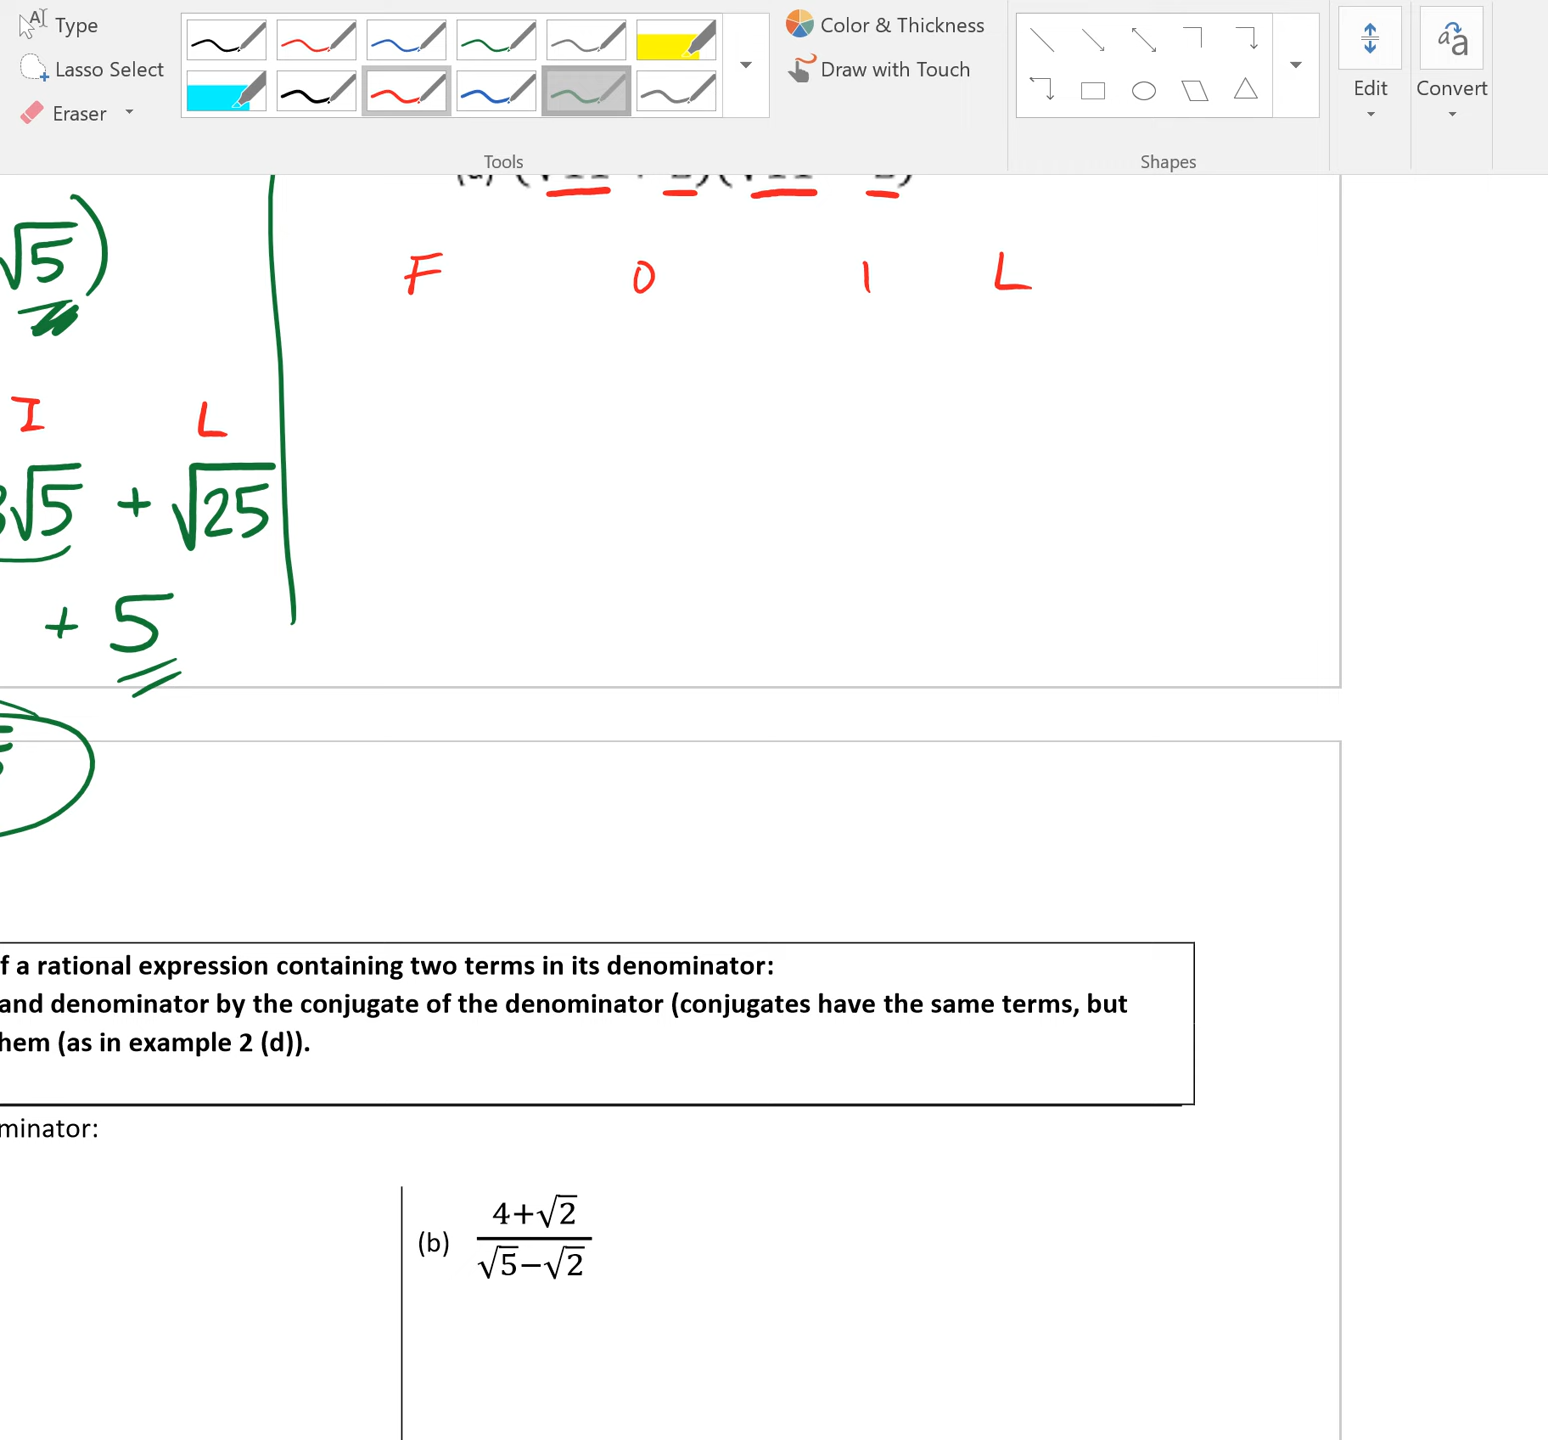 Type
Lasso Select
Eraser
Color & Thickness
Draw with Touch
Edit
Convert
Tools
Shapes
√5)
F O I L
I L
√5 + √25
+ 5
f a rational expression containing two terms in its denominator:
and denominator by the conjugate of the denominator (conjugates have the same terms, but
hem (as in example 2 (d)).
minator:
(b) 4+√2
√5−√2